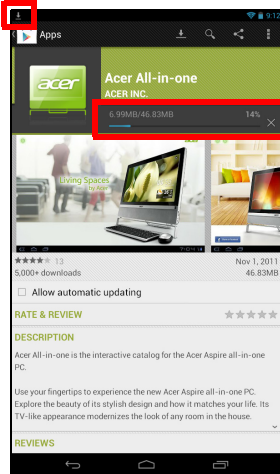 9:12
Apps
acer
Acer All-in-one
ACER INC.
6.99MB/46.83MB 14%
Living Spaces
by Acer
13
Nov 1, 2011
5,000+ downloads
46.83MB
Allow automatic updating
RATE & REVIEW
DESCRIPTION
Acer All-in-one is the interactive catalog for the Acer Aspire all-in-one
PC.
Use your fingertips to experience the new Acer Aspire all-in-one PC.
Explore the beauty of its stylish design and how it matches your life. Its
TV-like appearance modernizes the look of any room in the house.
REVIEWS